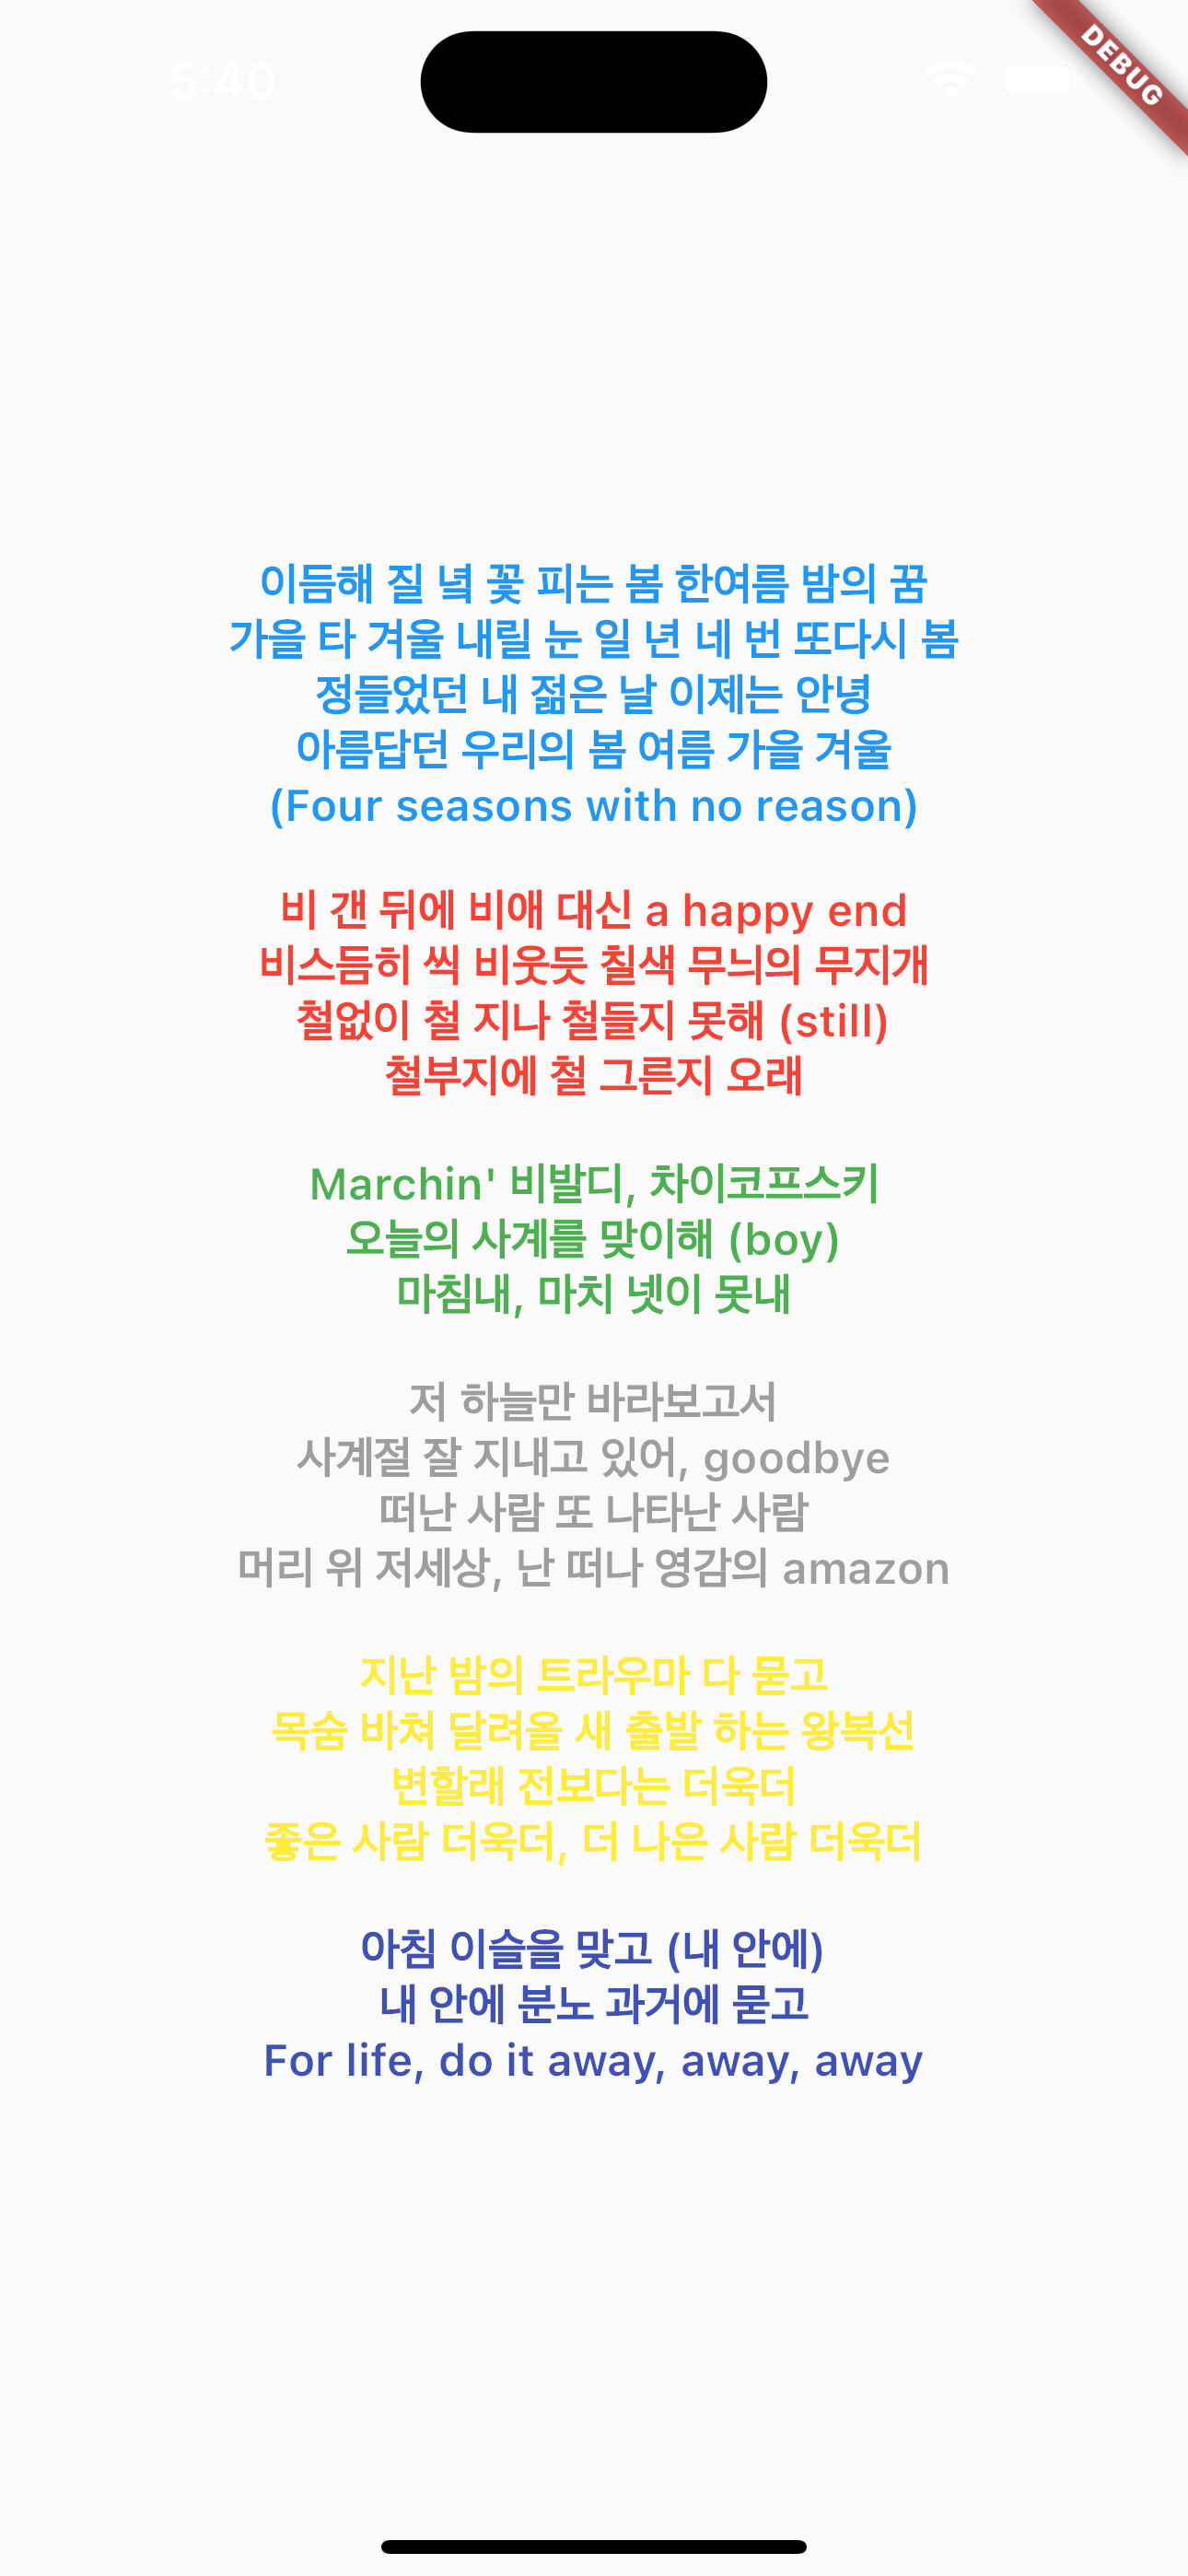 5:40
DEBUG
이듬해 질 녘 꽃 피는 봄 한여름 밤의 꿈
가을 타 겨울 내릴 눈 일 년 네 번 또다시 봄
정들었던 내 젊은 날 이제는 안녕
아름답던 우리의 봄 여름 가을 겨울
(Four seasons with no reason)
비 갠 뒤에 비애 대신 a happy end
비스듬히 씩 비웃듯 칠색 무늬의 무지개
철없이 철 지나 철들지 못해 (still)
철부지에 철 그른지 오래
Marchin' 비발디, 차이코프스키
오늘의 사계를 맞이해 (boy)
마침내, 마치 넷이 못내
저 하늘만 바라보고서
사계절 잘 지내고 있어, goodbye
떠난 사람 또 나타난 사람
머리 위 저세상, 난 떠나 영감의 amazon
지난 밤의 트라우마 다 묻고
목숨 바쳐 달려올 새 출발 하는 왕복선
변할래 전보다는 더욱더
좋은 사람 더욱더, 더 나은 사람 더욱더
아침 이슬을 맞고 (내 안에)
내 안에 분노 과거에 묻고
For life, do it away, away, away